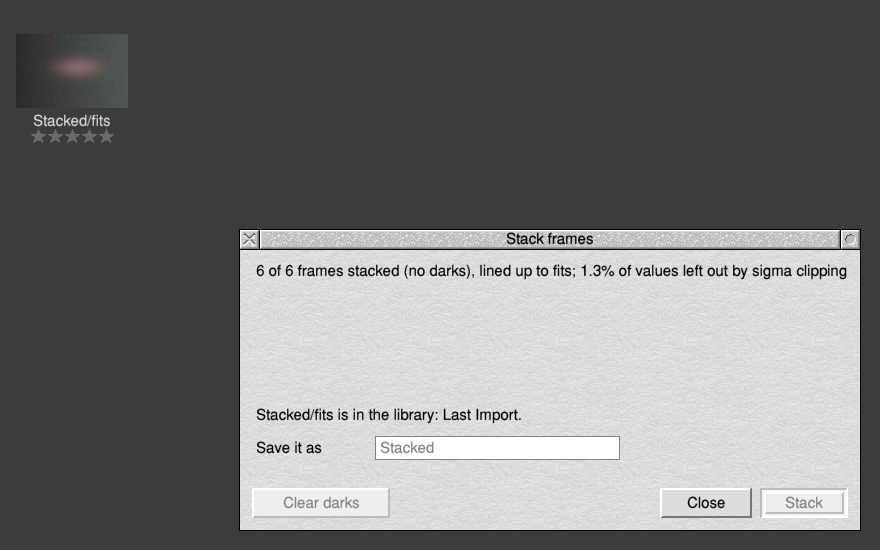 Stacked/fits
Stack frames
6 of 6 frames stacked (no darks), lined up to fits; 1.3% of values left out by sigma clipping
Stacked/fits is in the library: Last Import.
Save it as
Stacked
Clear darks
Close
Stack